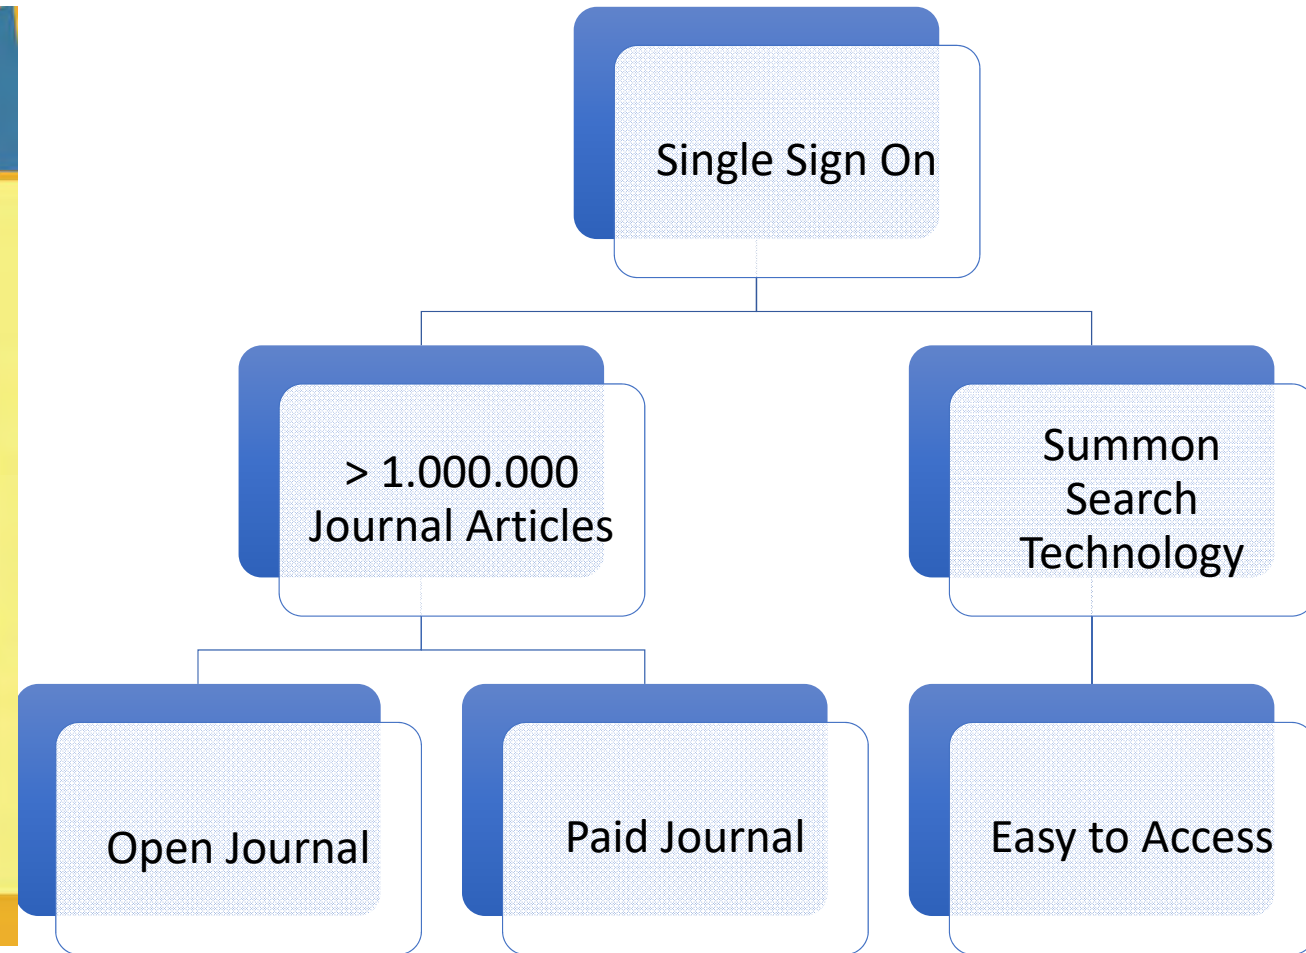 Single Sign On
> 1.000.000
Journal Articles
Summon
Search
Technology
Open Journal
Paid Journal
Easy to Access